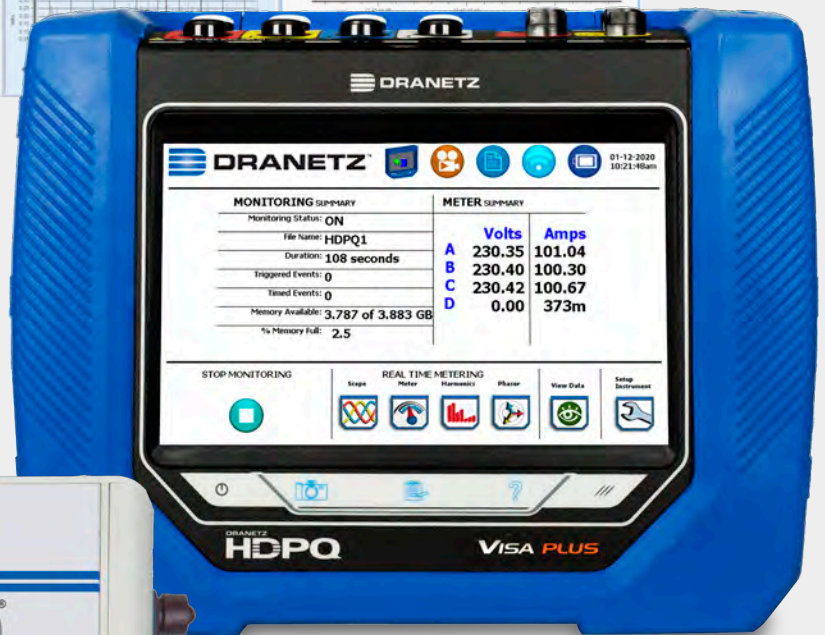 DRANETZ
DRANETZ
01-12-2020
10:21:48am
MONITORING SUMMARY
Monitoring Status: ON
File Name: HDPQ1
Duration: 108 seconds
Triggered Events: 0
Timed Events: 0
Memory Available: 3.787 of 3.883 GB
% Memory Full: 2.5
METER SUMMARY
Volts Amps
A 230.35 101.04
B 230.40 100.30
C 230.42 100.67
D 0.00 373m
STOP MONITORING
REAL TIME METERING
Scope Meter Harmonics Phasor
View Data
Setup
Instrument
DRANETZ
HDPQ
VISA PLUS
®